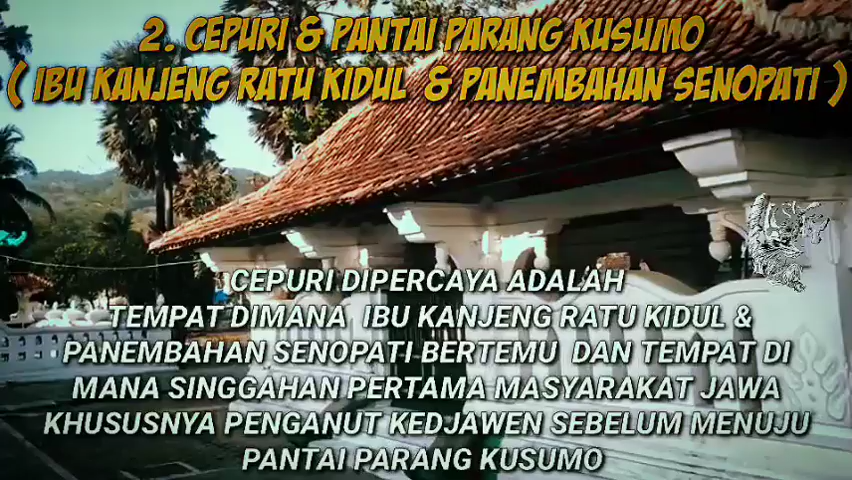 2. CEPURI & PANTAI PARANG KUSUMO
( IBU KANJENG RATU KIDUL & PANEMBAHAN SENOPATI )
CEPURI DIPERCAYA ADALAH
TEMPAT DIMANA IBU KANJENG RATU KIDUL &
PANEMBAHAN SENOPATI BERTEMU DAN TEMPAT DI
MANA SINGGAHAN PERTAMA MASYARAKAT JAWA
KHUSUSNYA PENGANUT KEDJAWEN SEBELUM MENUJU
PANTAI PARANG KUSUMO